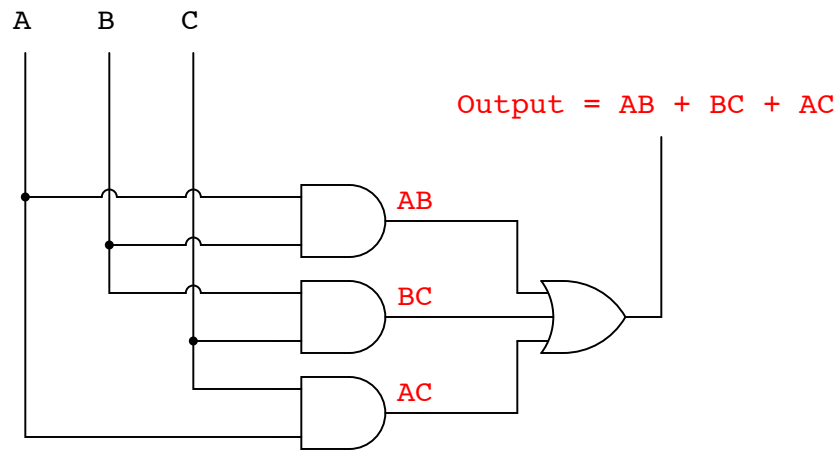 A B C
Output = AB + BC + AC
AB
BC
AC